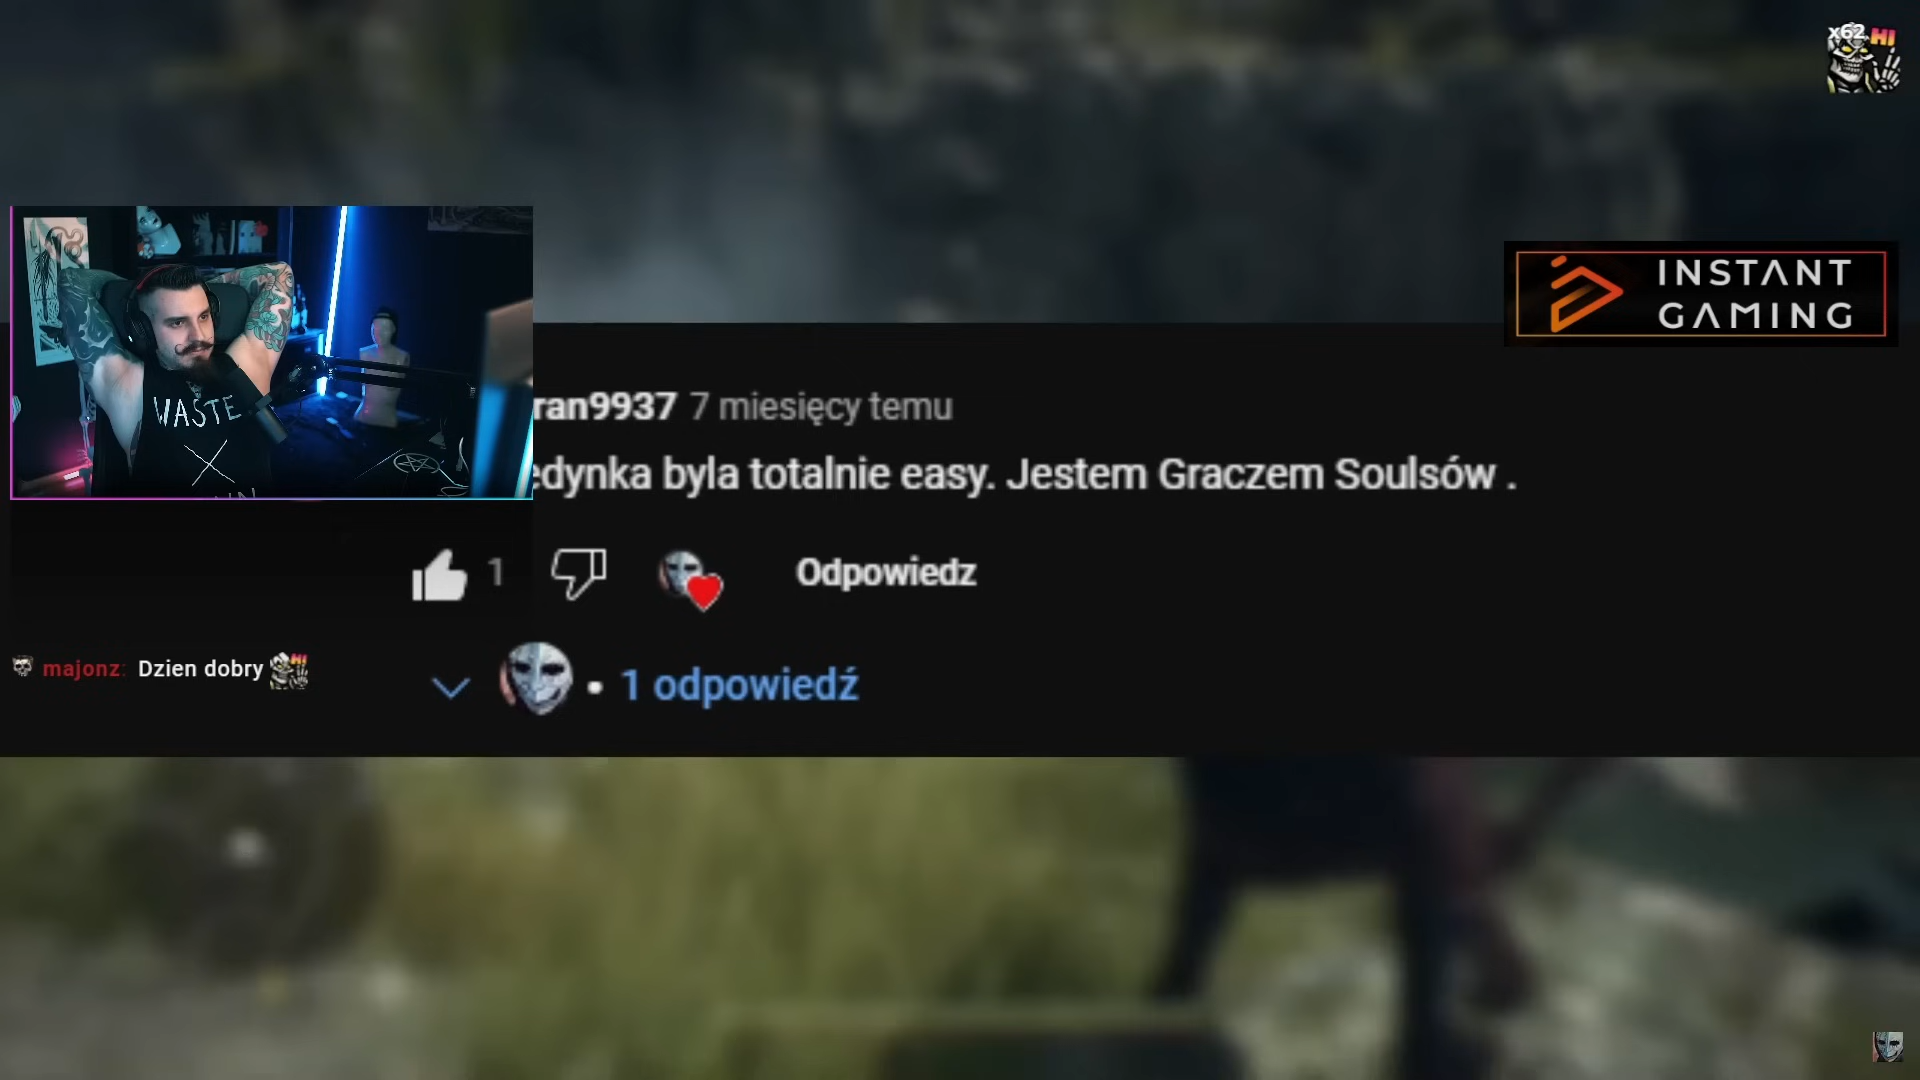 x62 HI
INSTANT
GAMING
WASTE
ran9937 7 miesięcy temu
edynka byla totalnie easy. Jestem Graczem Soulsów .
1
Odpowiedz
majonz: Dzien dobry HI
1 odpowiedź